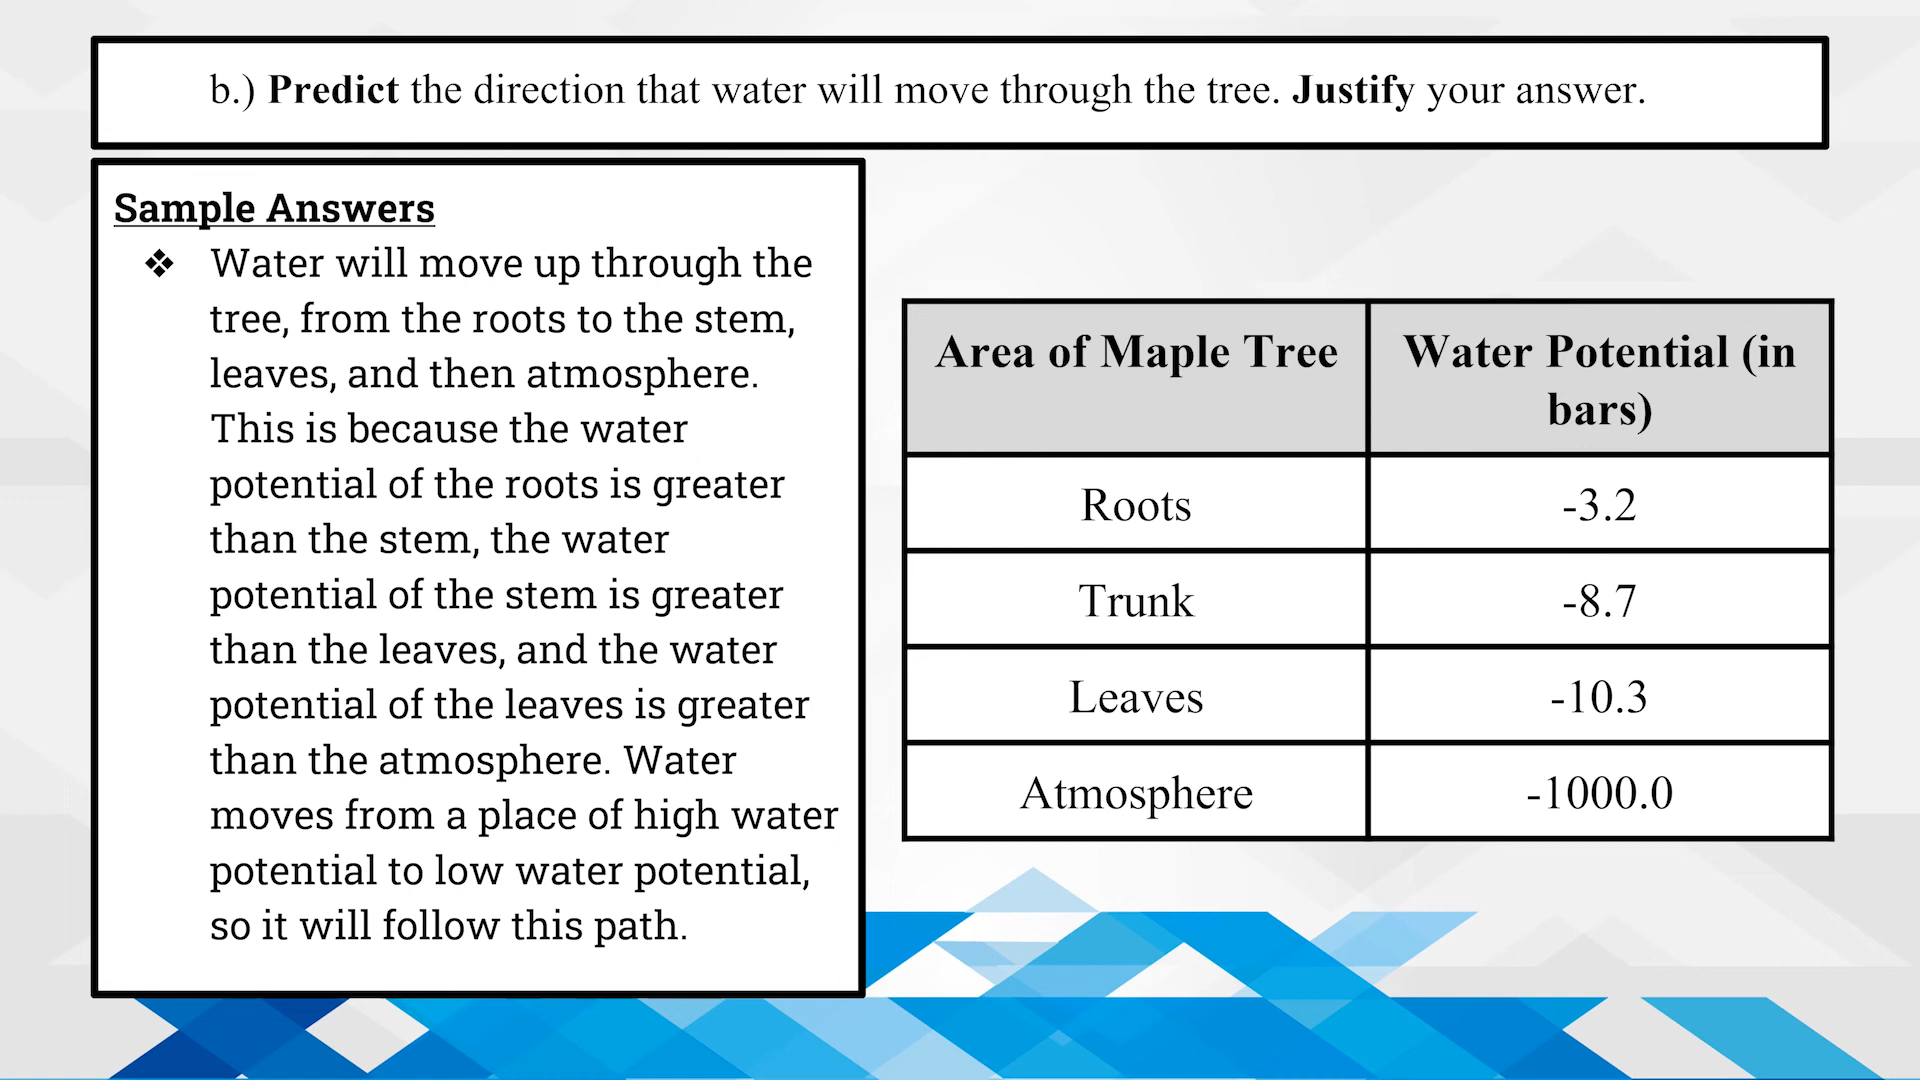 b.) Predict the direction that water will move through the tree. Justify your answer.
Sample Answers
❖ Water will move up through the
tree, from the roots to the stem,
leaves, and then atmosphere.
This is because the water
potential of the roots is greater
than the stem, the water
potential of the stem is greater
than the leaves, and the water
potential of the leaves is greater
than the atmosphere. Water
moves from a place of high water
potential to low water potential,
so it will follow this path.
Area of Maple Tree
Water Potential (in
bars)
Roots -3.2
Trunk -8.7
Leaves -10.3
Atmosphere -1000.0